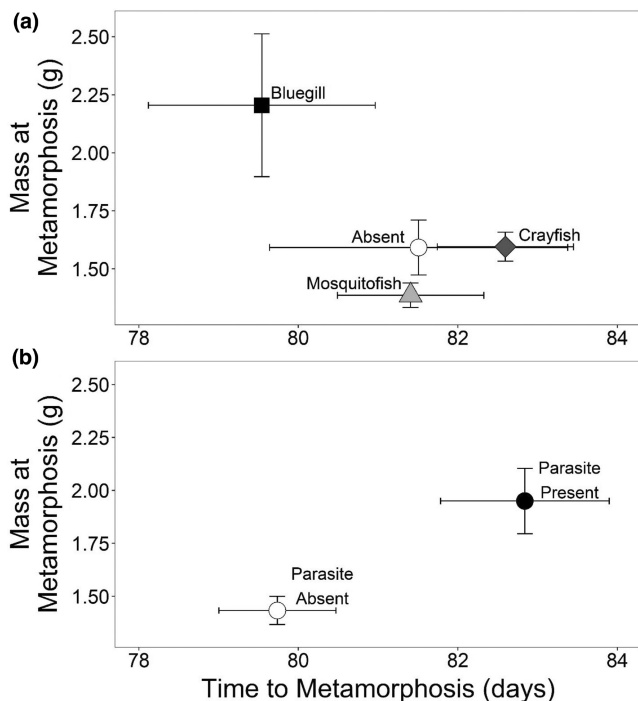 (a)
Mass at
Metamorphosis (g)
2.50
2.25
2.00
1.75
1.50
Bluegill
Absent
Crayfish
Mosquitofish
78
80
82
84
(b)
Mass at
Metamorphosis (g)
2.50
2.25
2.00
1.75
1.50
Parasite
Present
Parasite
Absent
78
80
82
84
Time to Metamorphosis (days)